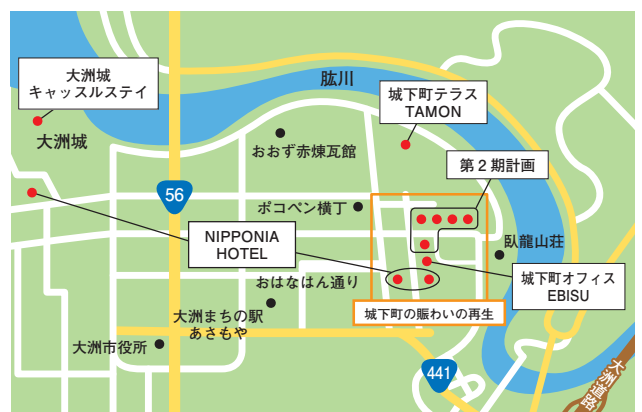 大洲城
キャッスルステイ
大洲城
肱川
城下町テラス
TAMON
おおず赤煉瓦館
第2期計画
56
ポコペン横丁
NIPPONIA
HOTEL
臥龍山荘
おはなはん通り
城下町オフィス
EBISU
大洲まちの駅
あさもや
城下町の賑わいの再生
大洲市役所
441
大洲道路